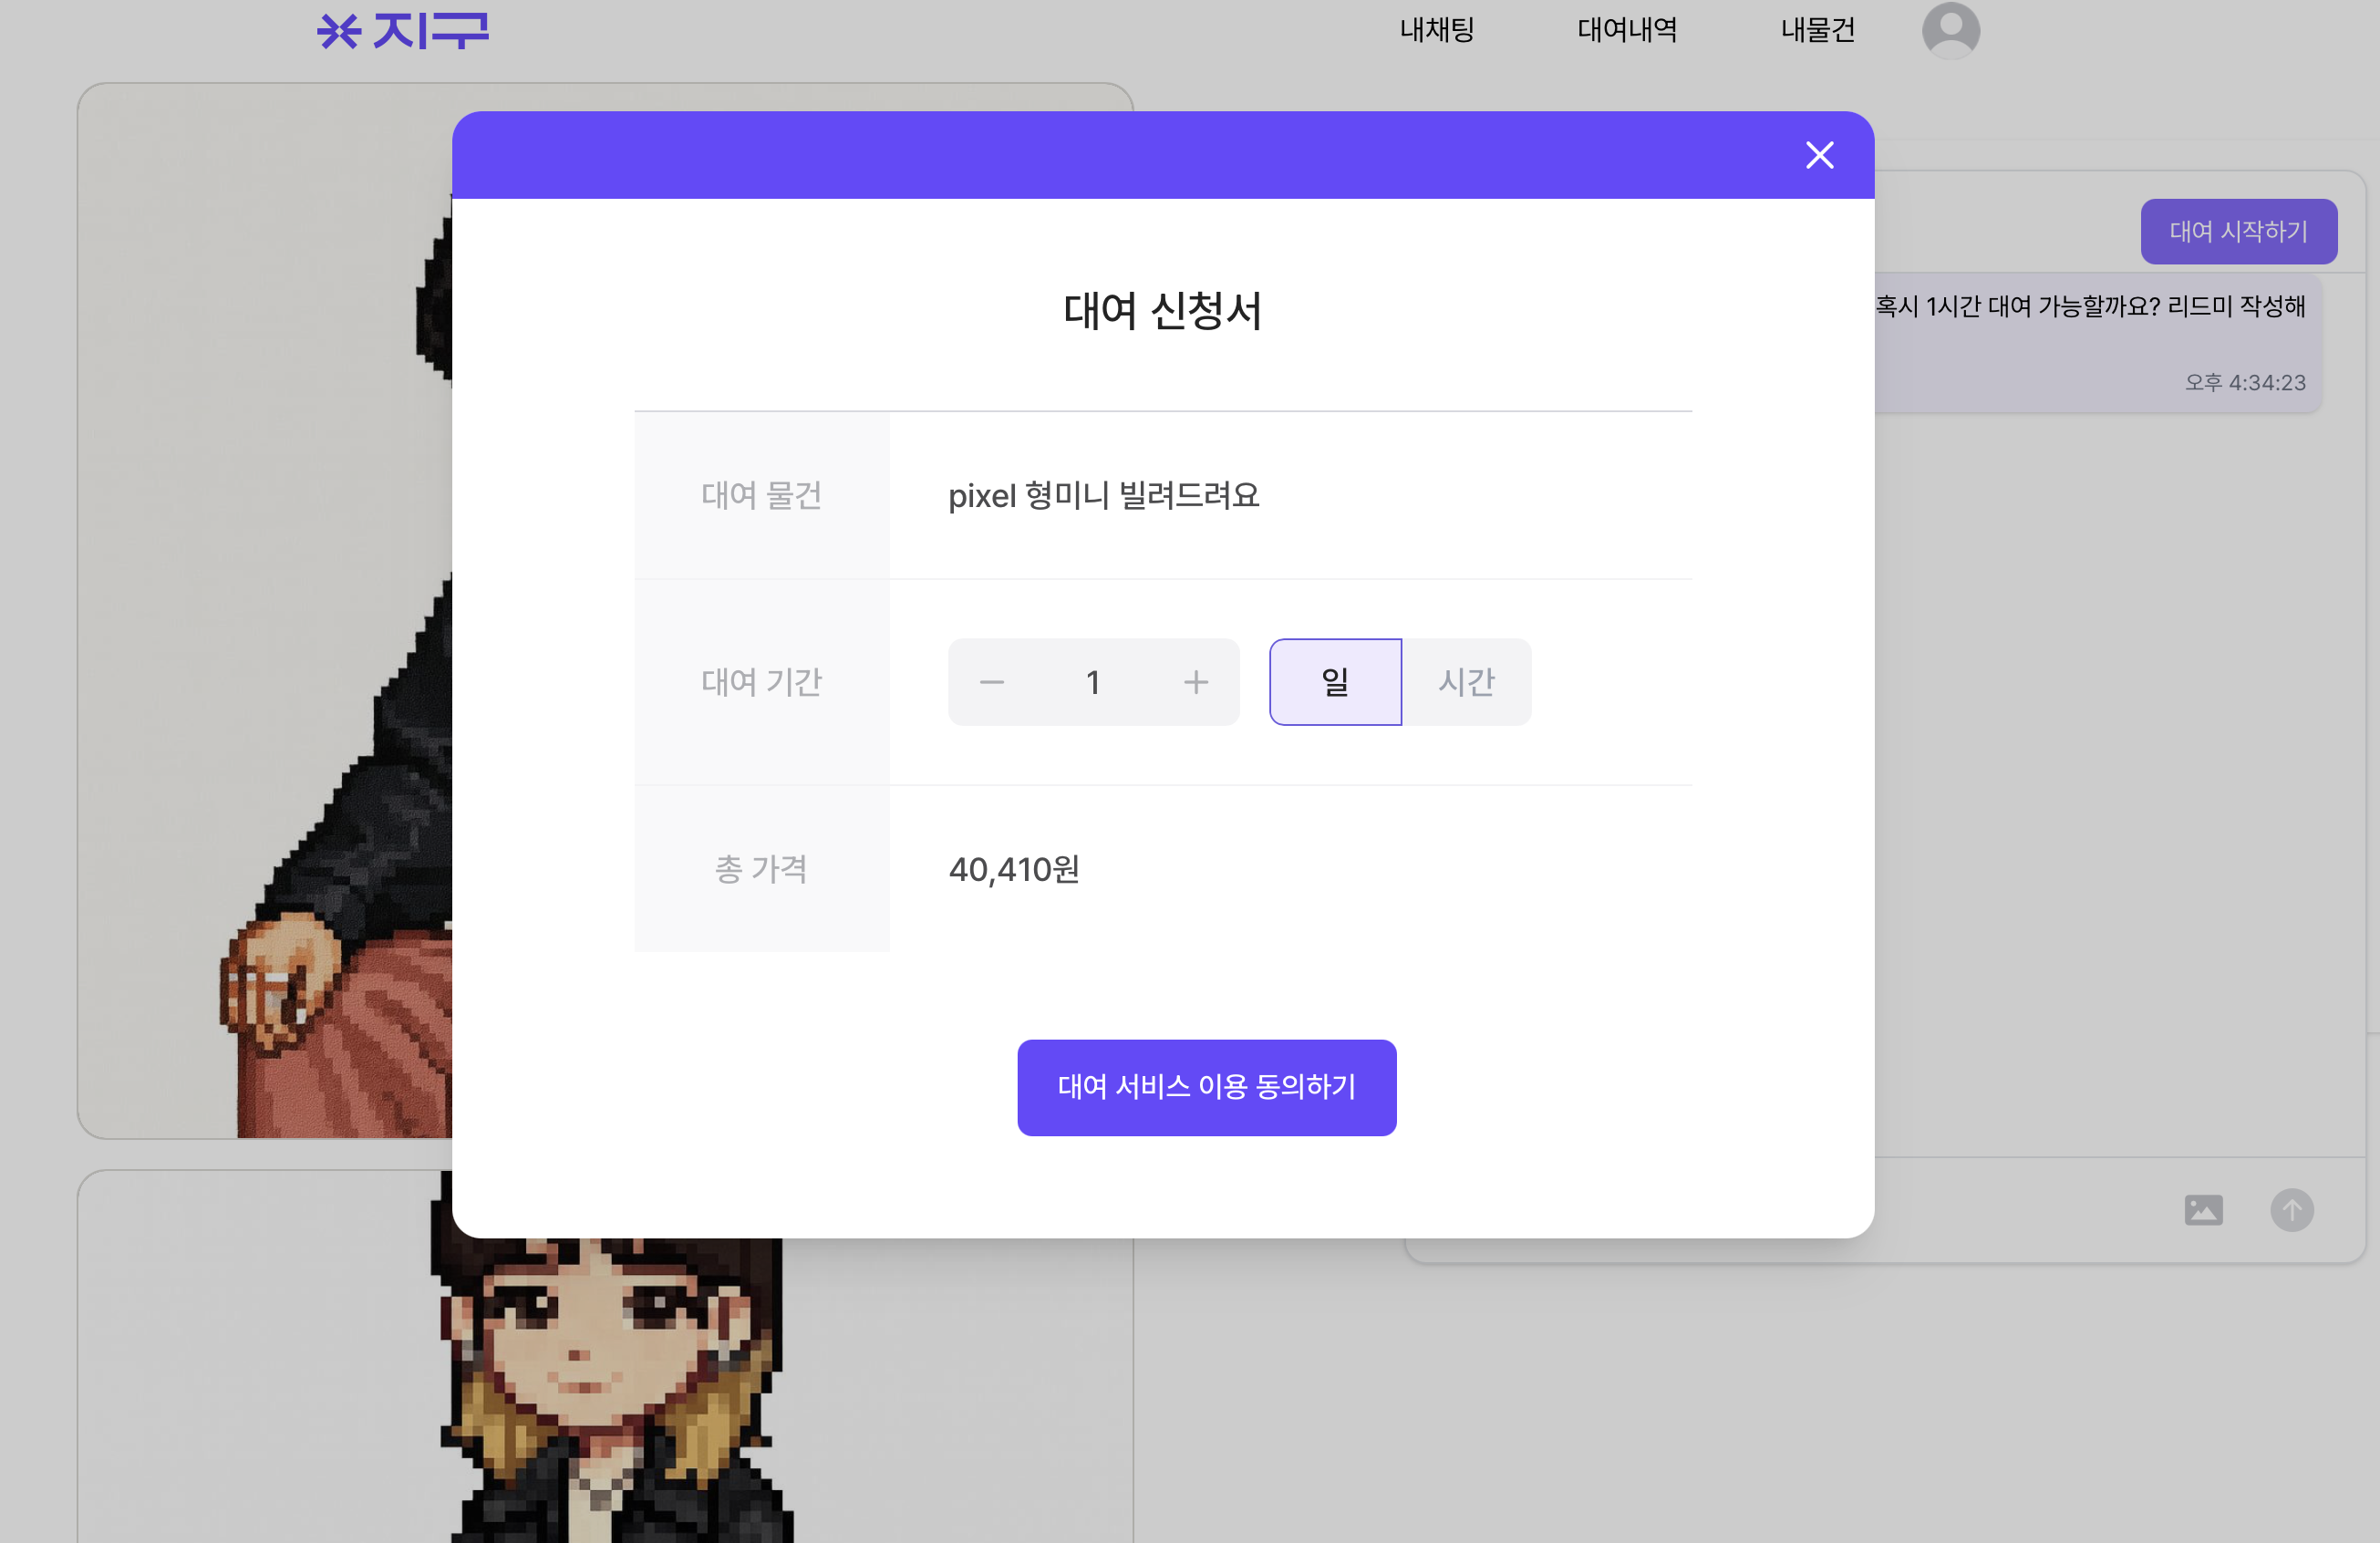 지구
내채팅 대여내역 내물건
대여 시작하기
혹시 1시간 대여 가능할까요? 리드미 작성해
오후 4:34:23
대여 신청서
대여 물건 pixel 형미니 빌려드려요
대여 기간 1 일 시간
총 가격 40,410원
대여 서비스 이용 동의하기